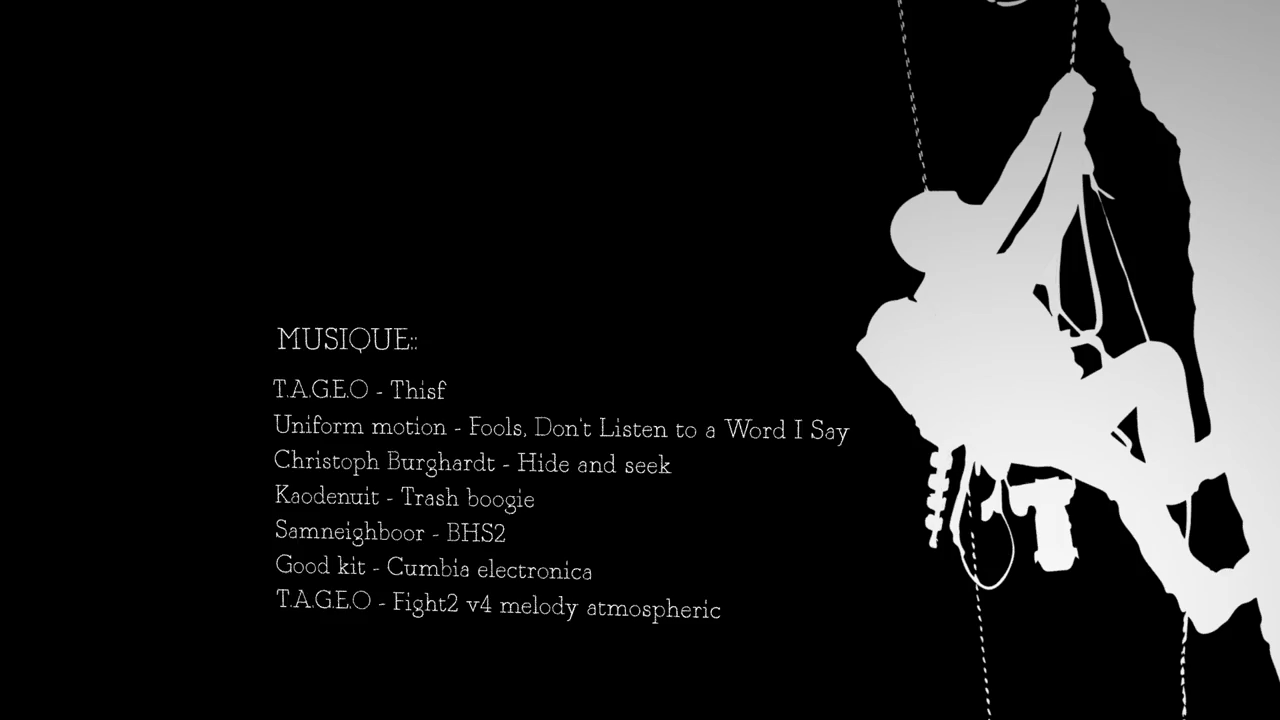 MUSIQUE::
T.A.G.E.O - Thisf
Uniform motion - Fools, Don't Listen to a Word I Say
Christoph Burghardt - Hide and seek
Kaodenuit - Trash boogie
Samneighboor - BHS2
Good kit - Cumbia electronica
T.A.G.E.O - Fight2 v4 melody atmospheric